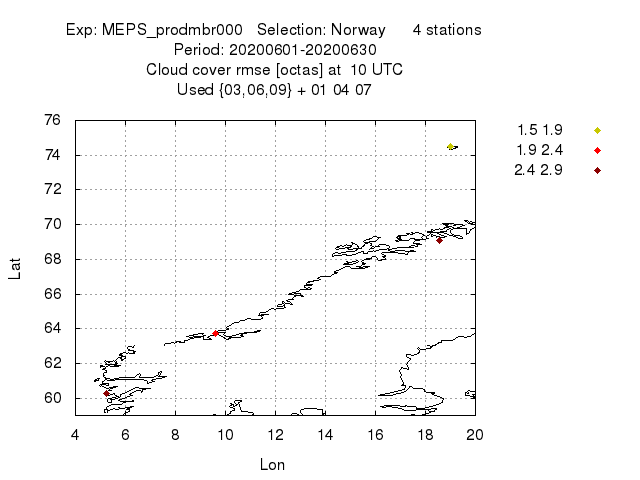 Exp: MEPS_prodmbr000 Selection: Norway 4 stations
Period: 20200601-20200630
Cloud cover rmse [octas] at 10 UTC
Used {03,06,09} + 01 04 07
76
74
72
70
68
66
64
62
60
4 6 8 10 12 14 16 18 20
Lat
Lon
1.5 1.9
1.9 2.4
2.4 2.9